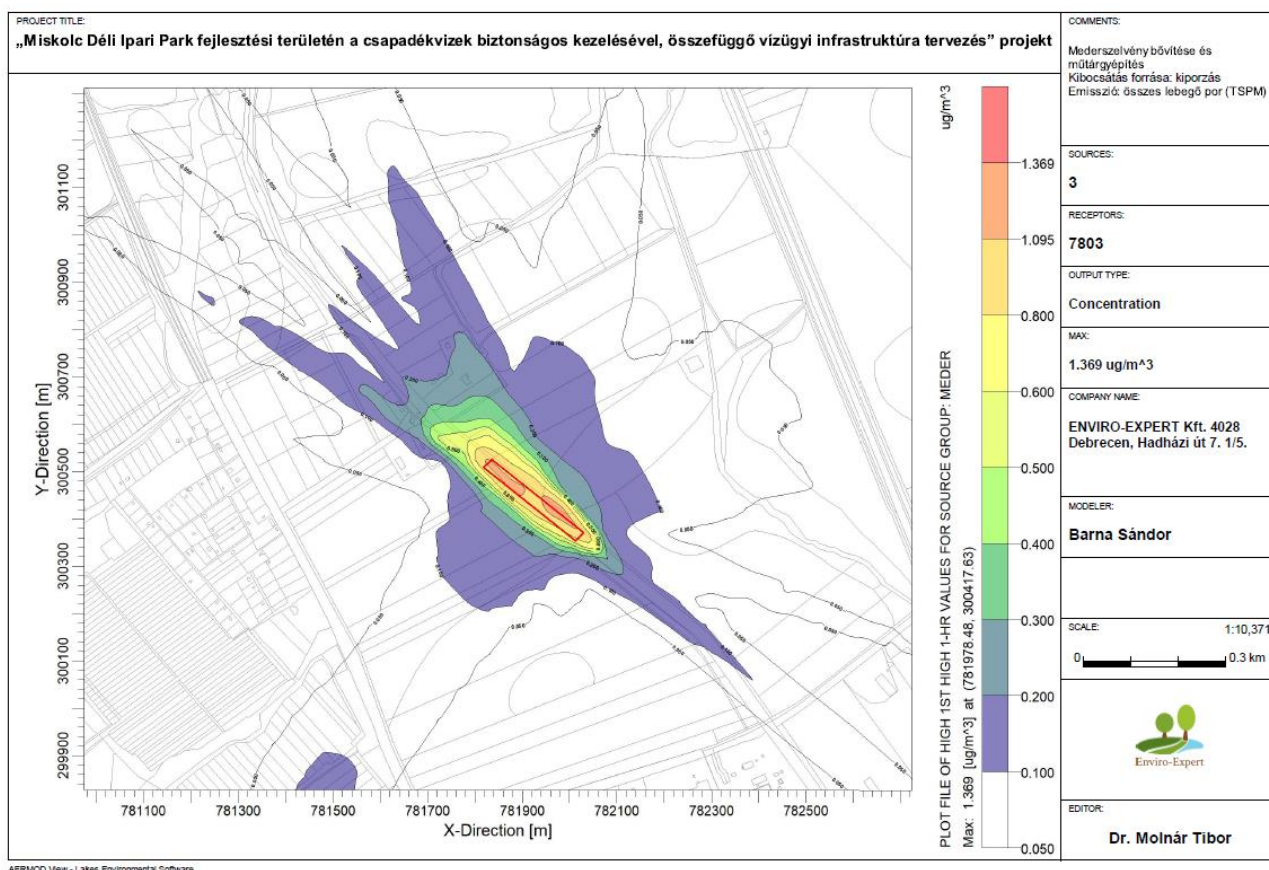 PROJECT TITLE:
„Miskolc Déli Ipari Park fejlesztési területén a csapadékvizek biztonságos kezelésével, összefüggő vízügyi infrastruktúra tervezés” projekt
COMMENTS:
Mederszelvény bővítése és
műtárgyépítés
Kibocsátás forrása: kiporzás
Emisszió: összes lebegő por (TSPM)
SOURCES:
3
RECEPTORS:
7803
OUTPUT TYPE:
Concentration
MAX:
1.369 ug/m^3
COMPANY NAME:
ENVIRO-EXPERT Kft. 4028
Debrecen, Hadházi út 7. 1/5.
MODELER:
Barna Sándor
SCALE:
1:10,371
0
0.3 km
Enviro-Expert
EDITOR:
Dr. Molnár Tibor
Y-Direction [m]
301100
300900
300700
300500
300300
300100
299900
781100
781300
781500
781700
781900
782100
782300
782500
X-Direction [m]
PLOT FILE OF HIGH 1ST HIGH 1-HR VALUES FOR SOURCE GROUP: MEDER
Max: 1.369 [ug/m^3] at (781978.48, 300417.63)
ug/m^3
1.369
1.095
0.800
0.600
0.500
0.400
0.300
0.200
0.100
0.050
AERMOD View - Lakes Environmental Software